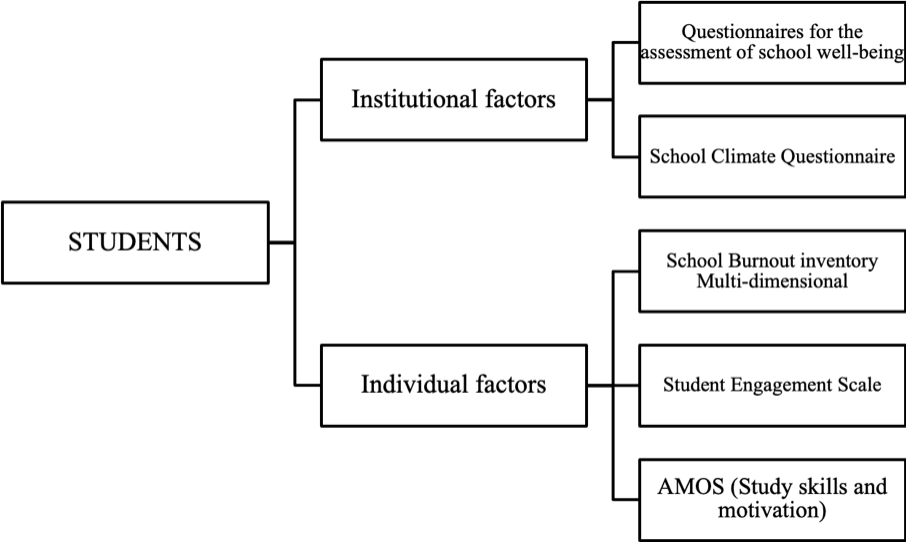 STUDENTS
Institutional factors
Questionnaires for the
assessment of school well-being
School Climate Questionnaire
Individual factors
School Burnout inventory
Multi-dimensional
Student Engagement Scale
AMOS (Study skills and
motivation)